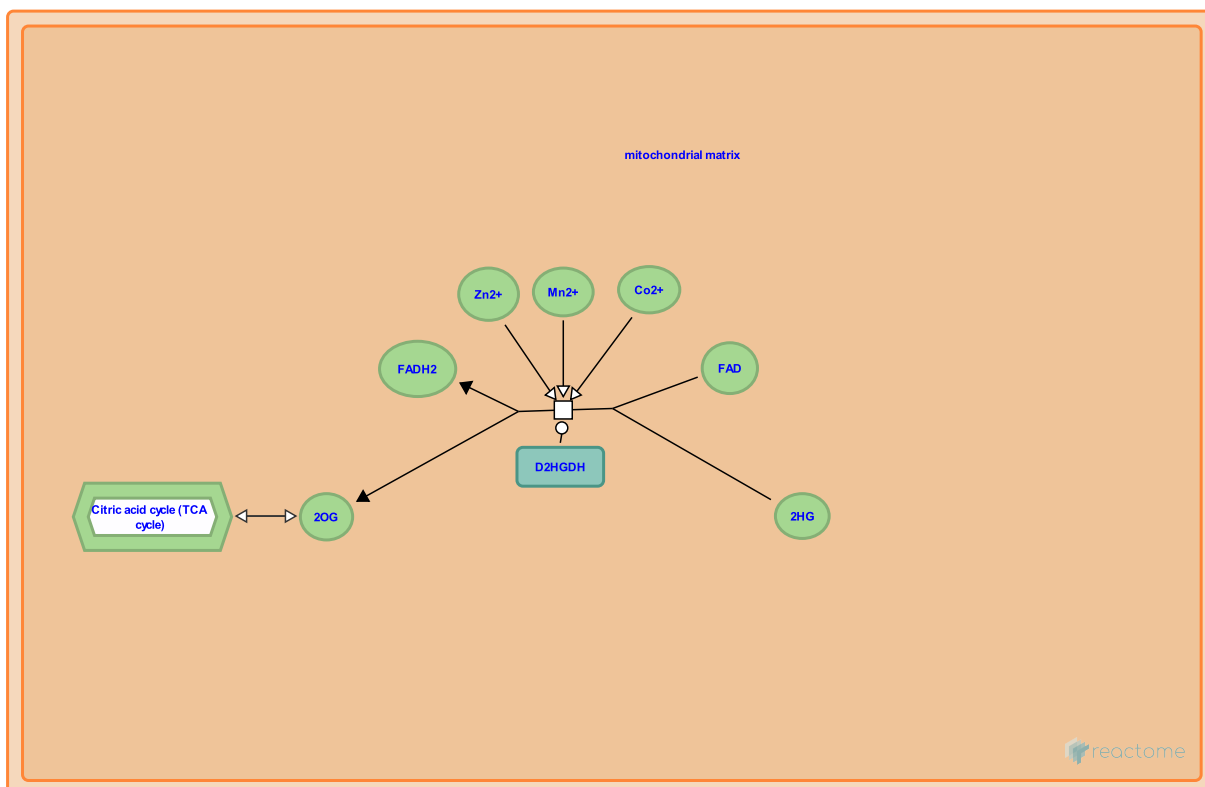 mitochondrial matrix
Zn2+
Mn2+
Co2+
FADH2
FAD
D2HGDH
Citric acid cycle (TCA
cycle)
2OG
2HG
reactome